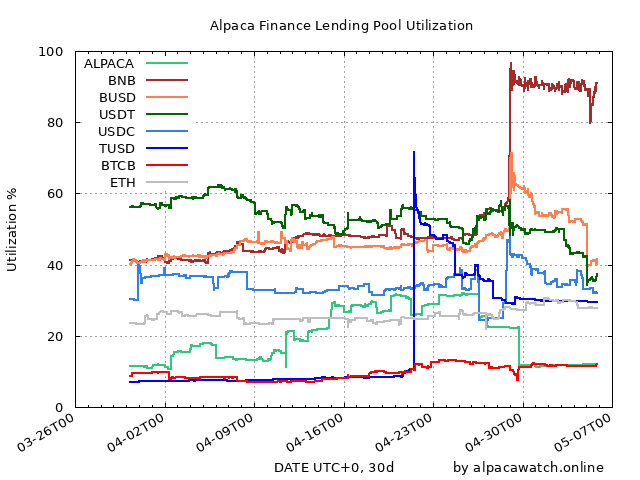 Alpaca Finance Lending Pool Utilization
100
80
60
40
20
0
Utilization %
ALPACA
BNB
BUSD
USDT
USDC
TUSD
BTCB
ETH
03-26T00
04-02T00
04-09T00
04-16T00
04-23T00
04-30T00
05-07T00
DATE UTC+0, 30d
by alpacawatch.online